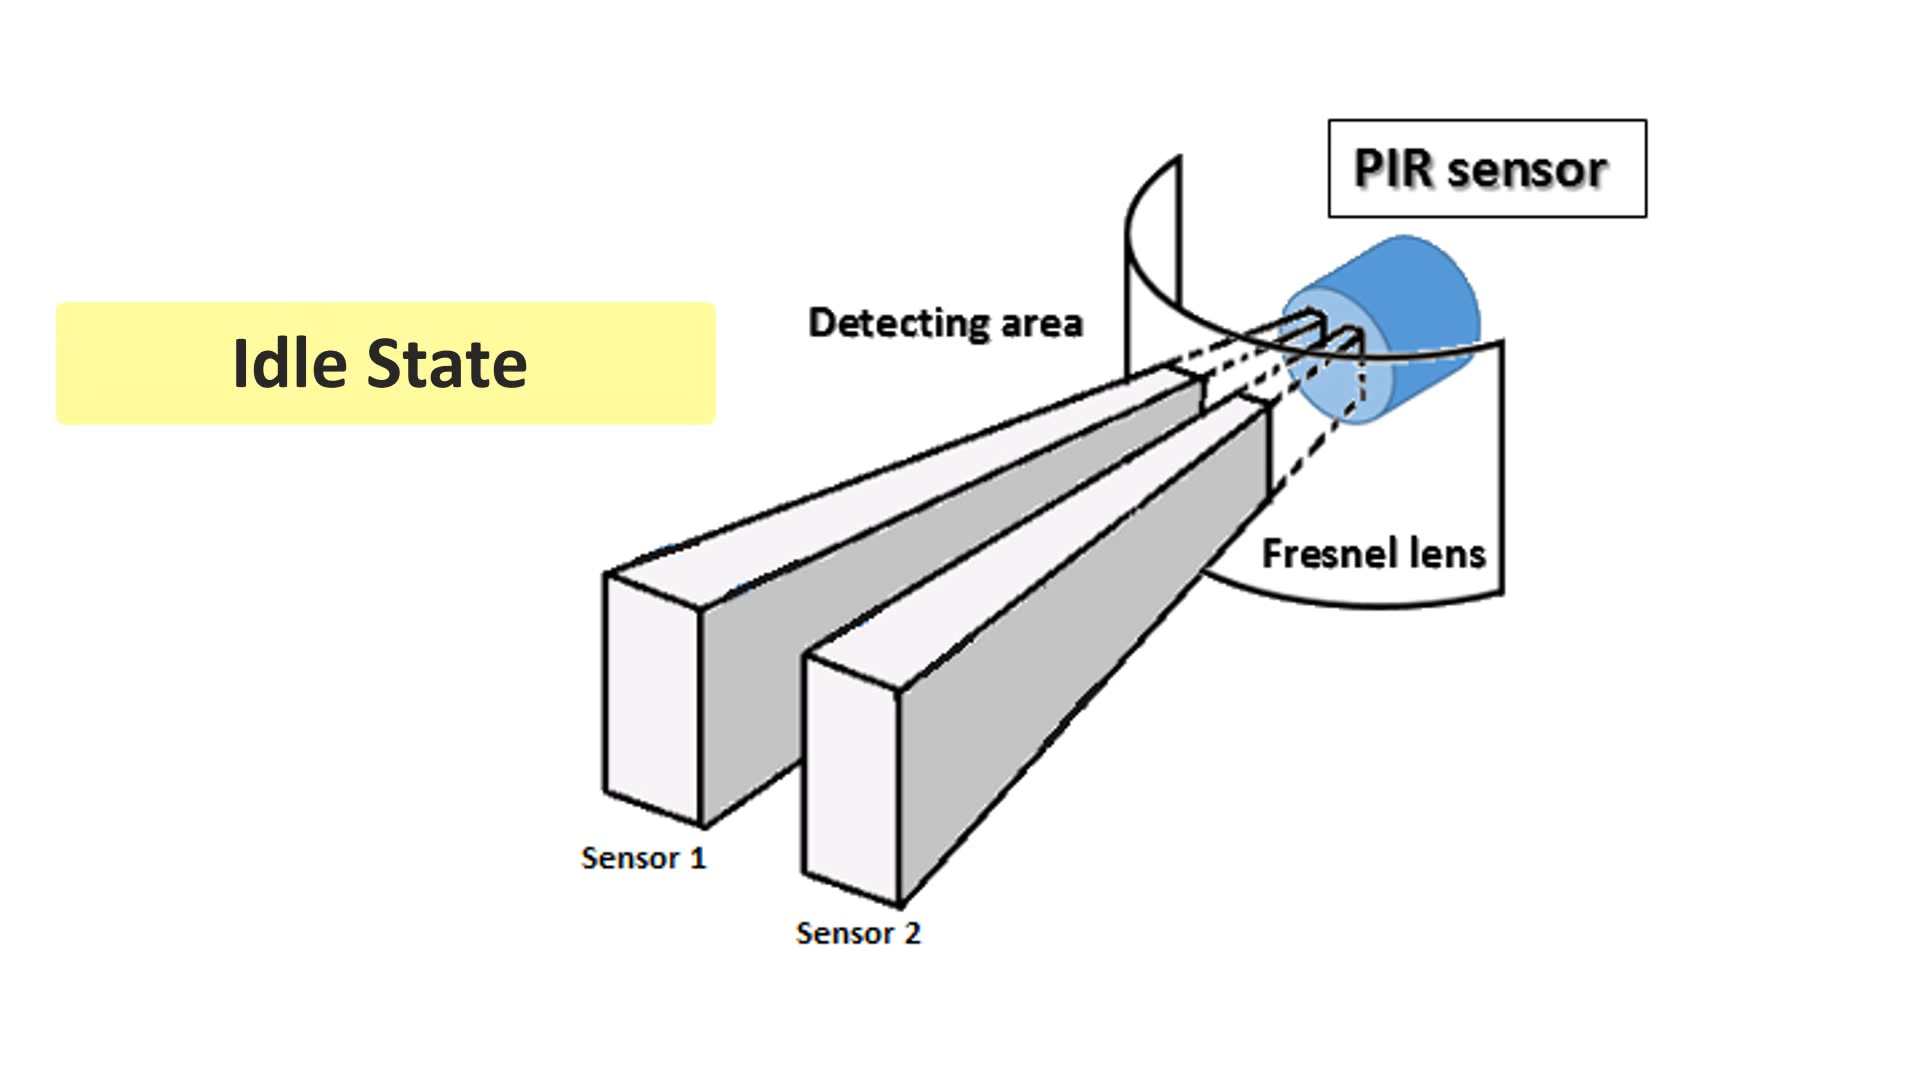 PIR sensor
Detecting area
Idle State
Fresnel lens
Sensor 1
Sensor 2